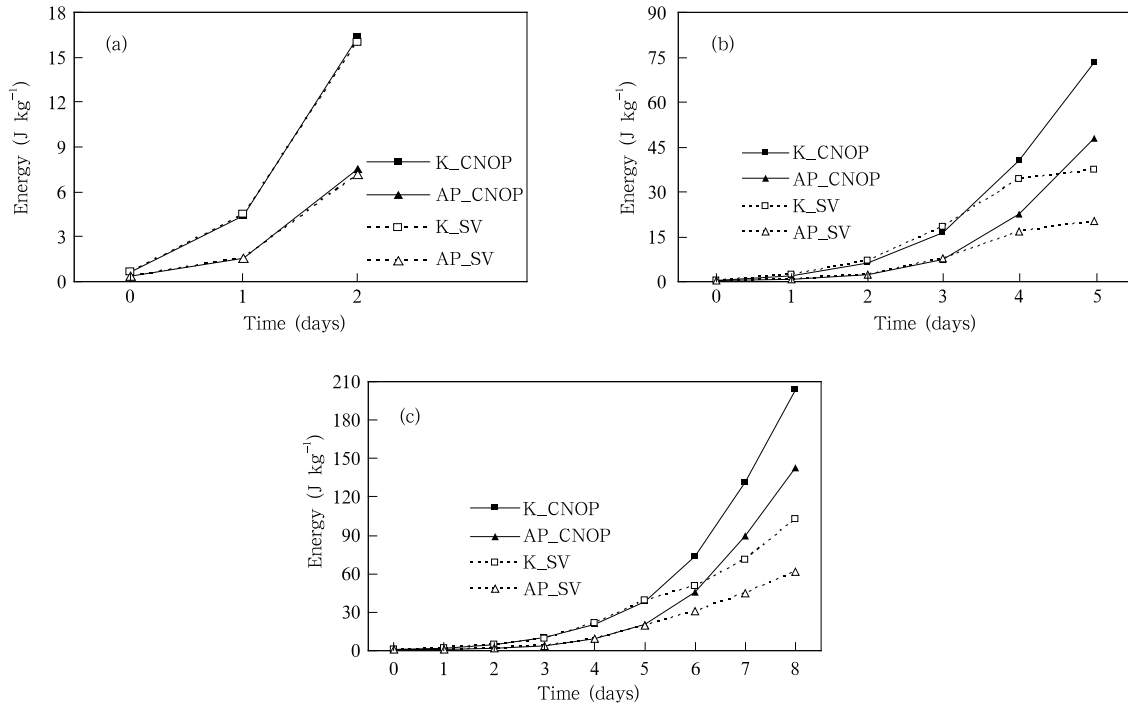 18
15
12
9
6
3
0
Energy (J kg⁻¹)
(a)
K_CNOP
AP_CNOP
K_SV
AP_SV
0 1 2
Time (days)
90
75
60
45
30
15
0
Energy (J kg⁻¹)
(b)
K_CNOP
AP_CNOP
K_SV
AP_SV
0 1 2 3 4 5
Time (days)
210
180
150
120
90
60
30
0
Energy (J kg⁻¹)
(c)
K_CNOP
AP_CNOP
K_SV
AP_SV
0 1 2 3 4 5 6 7 8
Time (days)